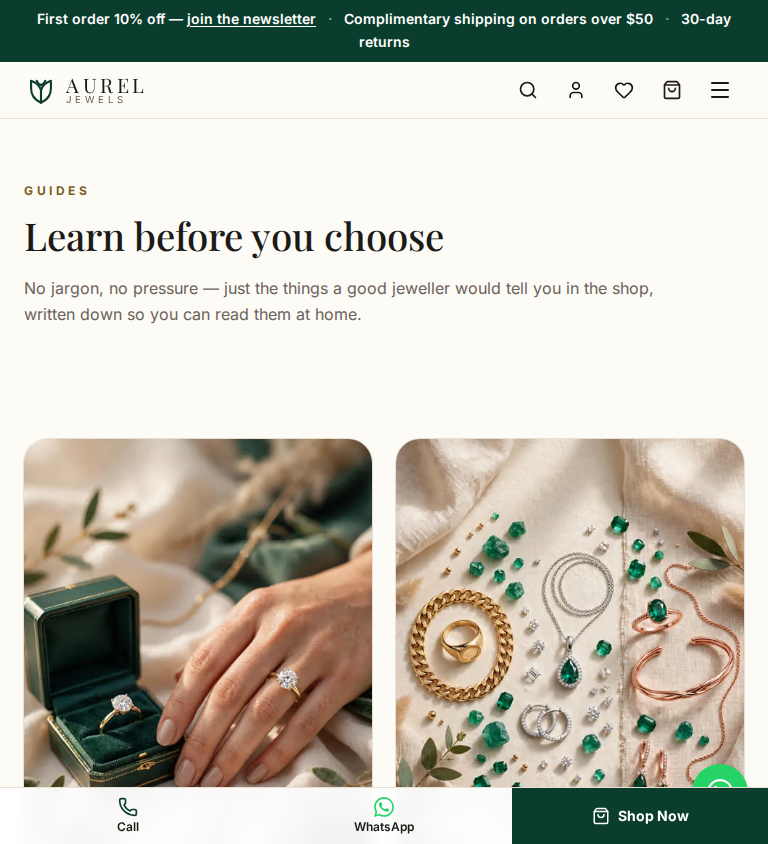 First order 10% off — join the newsletter · Complimentary shipping on orders over $50 · 30-day
returns
AUREL
JEWELS
GUIDES
Learn before you choose
No jargon, no pressure — just the things a good jeweller would tell you in the shop,
written down so you can read them at home.
Call
WhatsApp
Shop Now